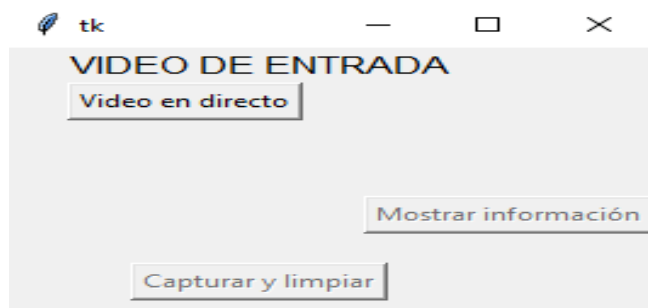 tk
VIDEO DE ENTRADA
Video en directo
Mostrar información
Capturar y limpiar